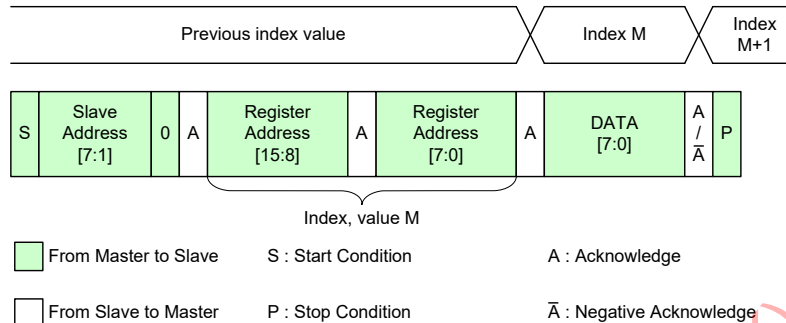 Previous index value
Index M
Index
M+1
S
Slave
Address
[7:1]
0
A
Register
Address
[15:8]
A
Register
Address
[7:0]
A
DATA
[7:0]
A
/
A̅
P
Index, value M
From Master to Slave
S : Start Condition
A : Acknowledge
From Slave to Master
P : Stop Condition
A̅ : Negative Acknowledge